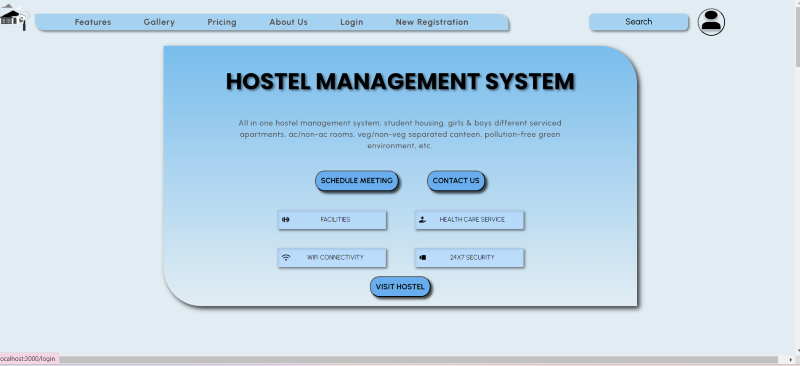 Features Gallery Pricing About Us Login New Registration Search
HOSTEL MANAGEMENT SYSTEM
All in one hostel management system, student housing, girls & boys different serviced
apartments, ac/non-ac rooms, veg/non-veg separated canteen, pollution-free green
environment, etc.
SCHEDULE MEETING CONTACT US
FACILITIES HEALTH CARE SERVICE
WIFI CONNECTIVITY 24X7 SECURITY
VISIT HOSTEL
ocalhost:3000/login